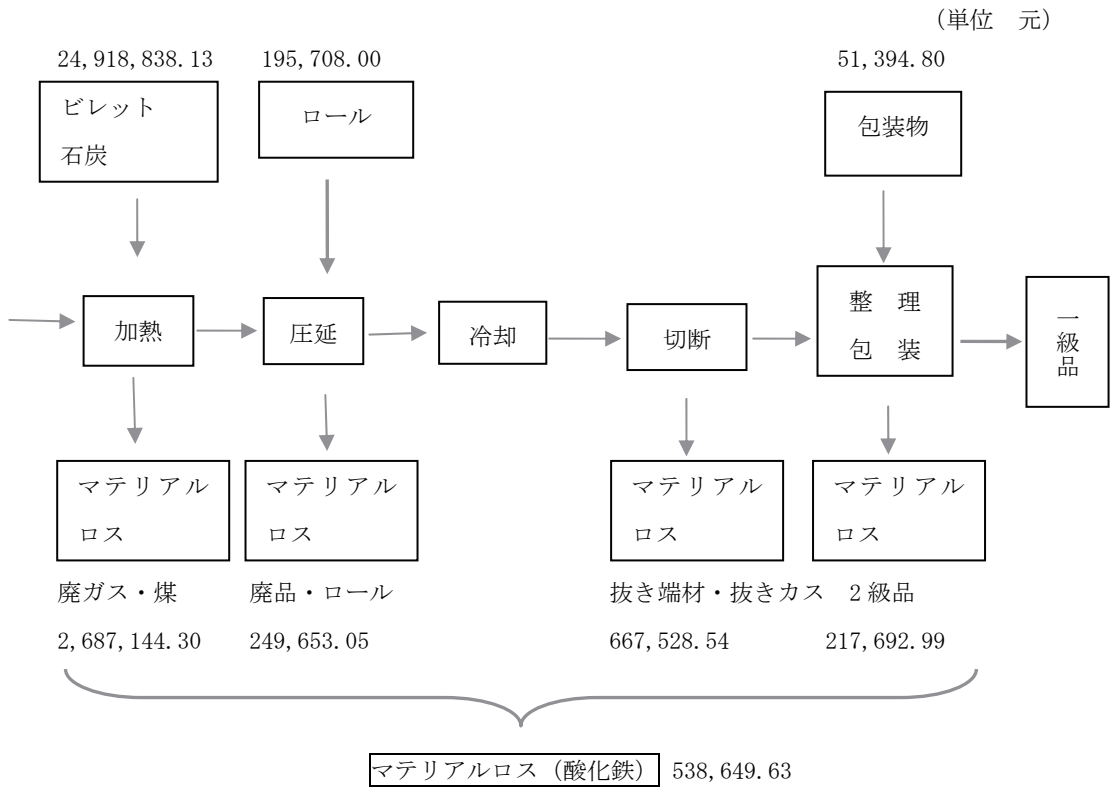 （単位　元）
24,918,838.13
195,708.00
51,394.80
ビレット
石炭
ロール
包装物
加熱
圧延
冷却
切断
整　理
包　装
一級品
マテリアル
ロス
マテリアル
ロス
マテリアル
ロス
マテリアル
ロス
廃ガス・煤
廃品・ロール
抜き端材・抜きカス
２級品
2,687,144.30
249,653.05
667,528.54
217,692.99
マテリアルロス（酸化鉄）
538,649.63